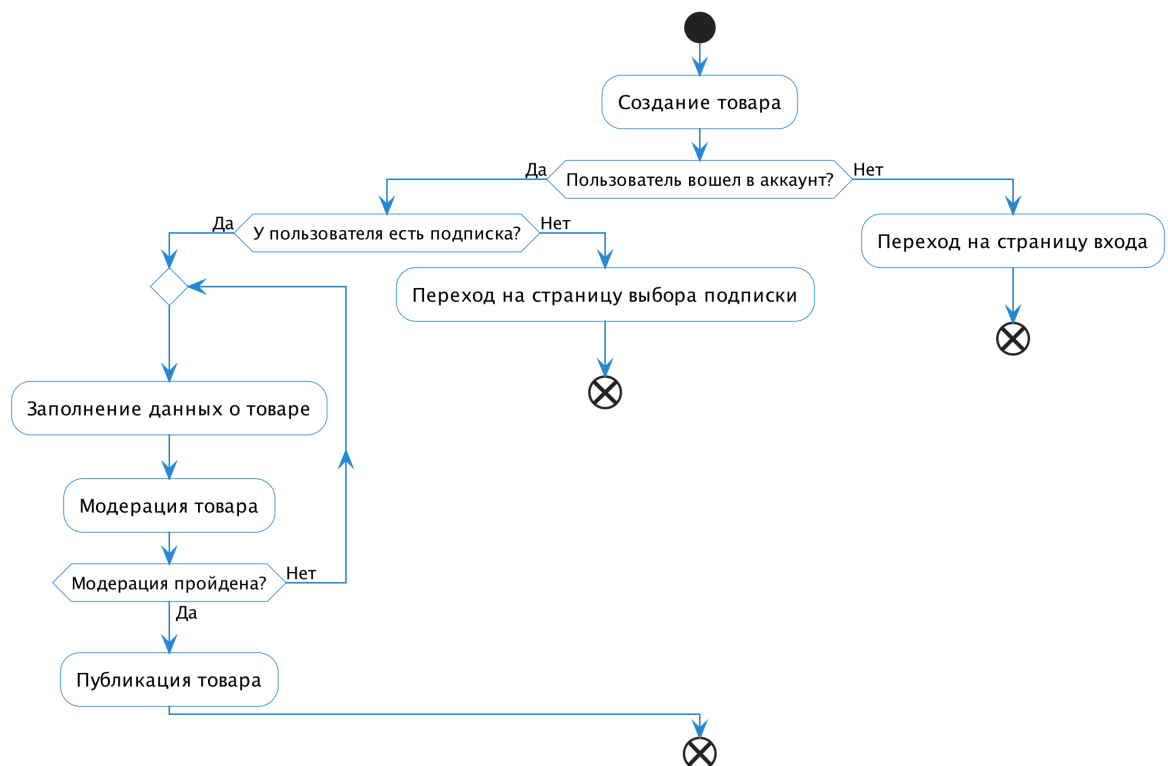 Создание товара
Да
Пользователь вошел в аккаунт?
Нет
Да
У пользователя есть подписка?
Нет
Переход на страницу входа
Переход на страницу выбора подписки
Заполнение данных о товаре
Модерация товара
Модерация пройдена?
Нет
Да
Публикация товара